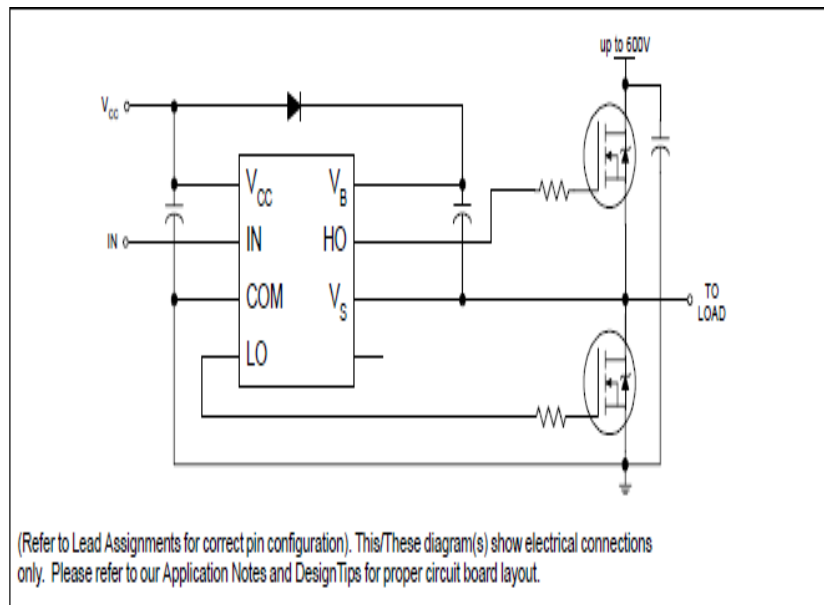 up to 600V
VCC
VCC VB
IN IN HO
COM VS
TO
LOAD
LO
(Refer to Lead Assignments for correct pin configuration). This/These diagram(s) show electrical connections
only. Please refer to our Application Notes and DesignTips for proper circuit board layout.